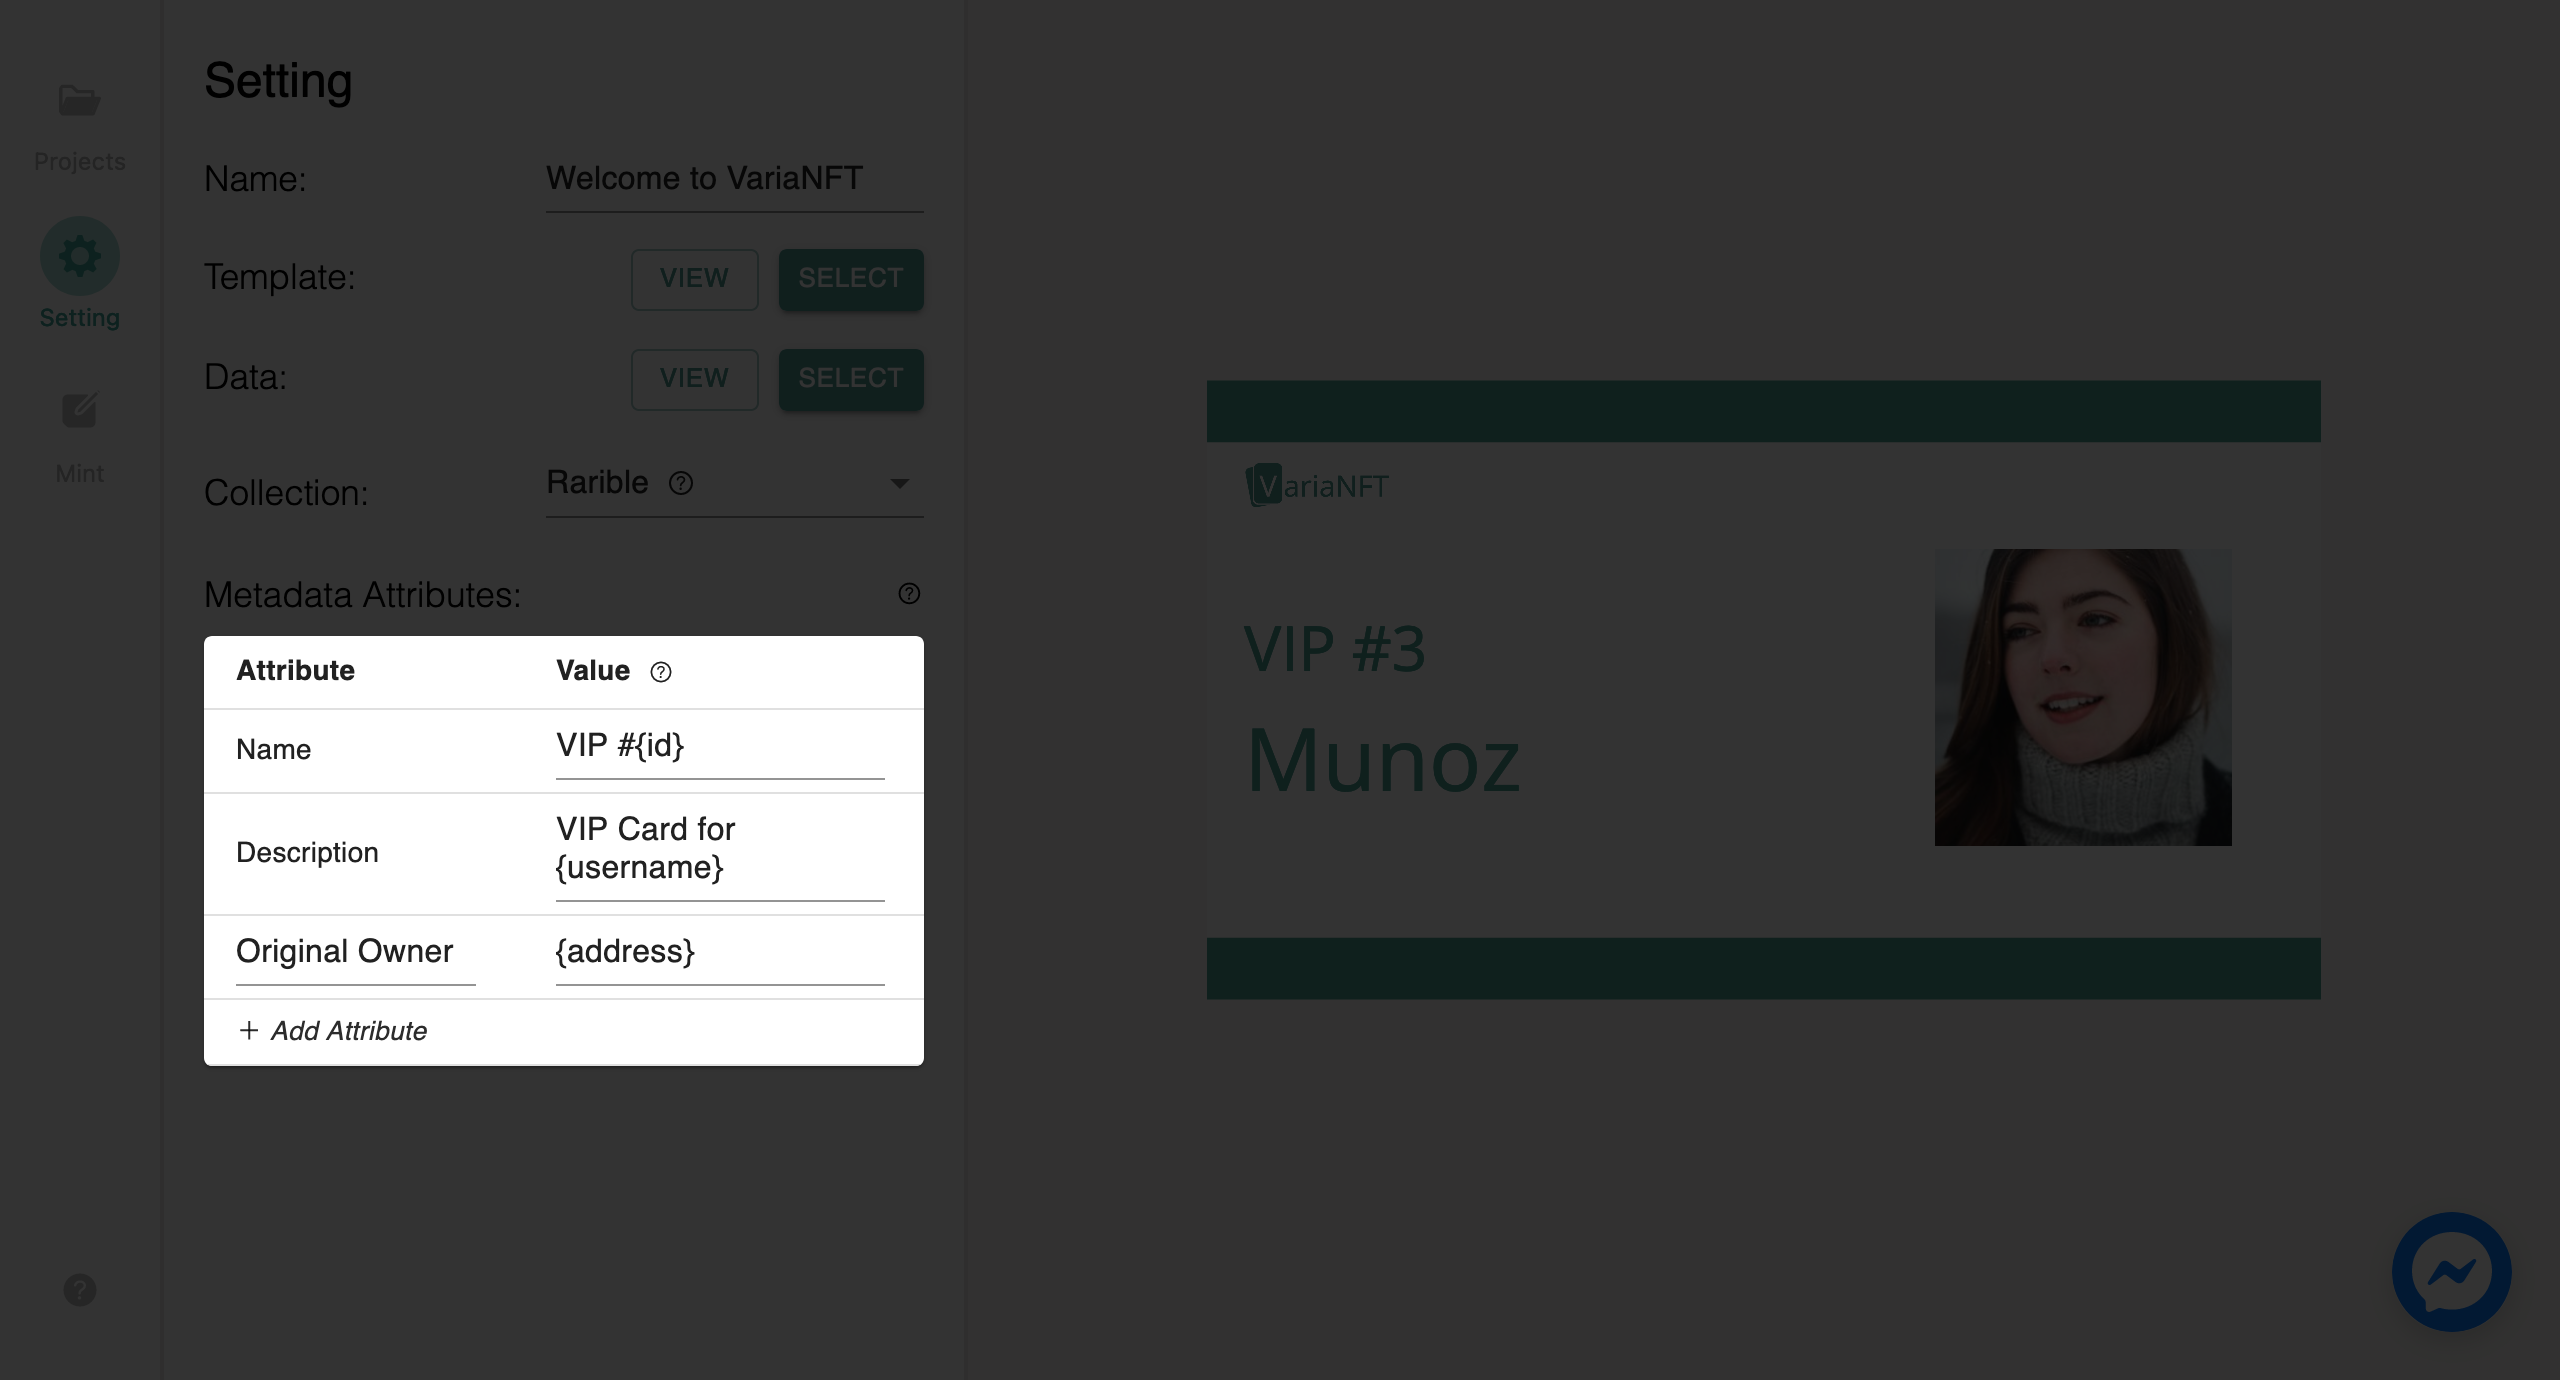 Projects
Setting
Mint
Setting
Name: Welcome to VariaNFT
Template: VIEW SELECT
Data: VIEW SELECT
Collection: Rarible
Metadata Attributes:
Attribute Value
Name VIP #{id}
Description VIP Card for
{username}
Original Owner {address}
+ Add Attribute
VariaNFT
VIP #3
Munoz